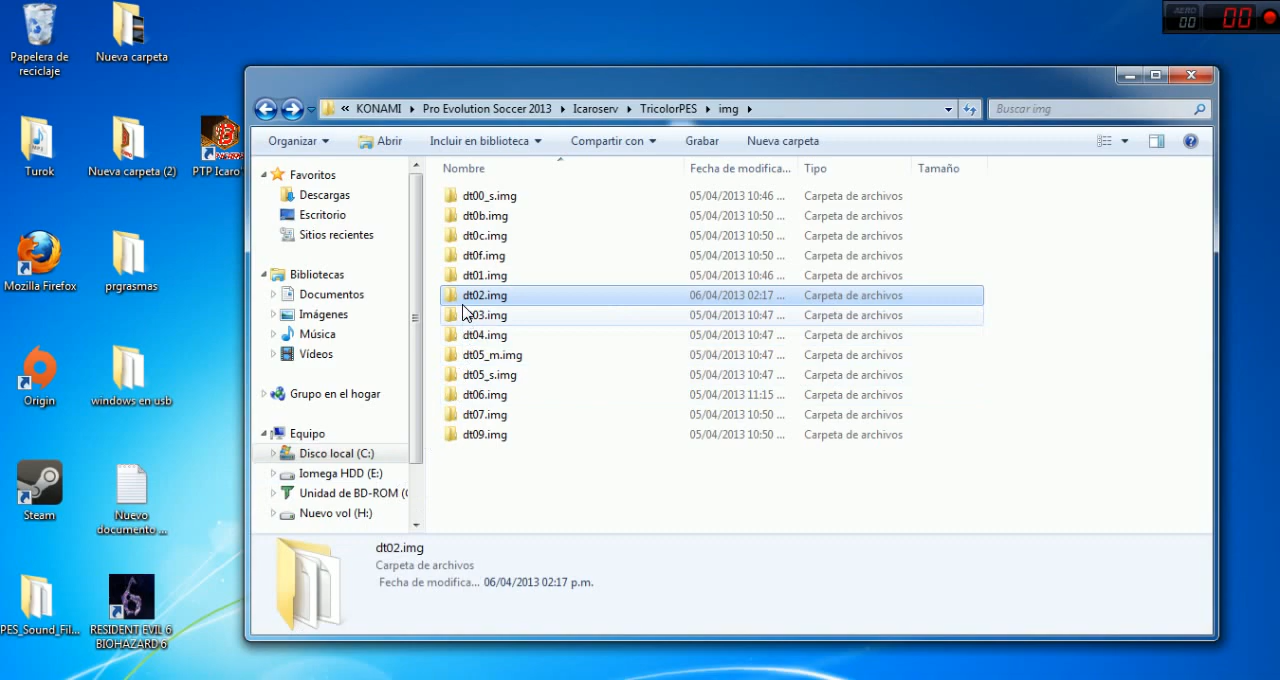 Papelera de
reciclaje
Nueva carpeta
Turok
Nueva carpeta (2)
PTP Icaro
Mozilla Firefox
prgrasmas
Origin
windows en usb
Steam
Nuevo
documento ...
PES_Sound_Fil...
RESIDENT EVIL 6
BIOHAZARD 6
AERO
00
00
« KONAMI Pro Evolution Soccer 2013 Icaroserv TricolorPES img
Buscar img
Organizar Abrir Incluir en biblioteca Compartir con Grabar Nueva carpeta
Favoritos
Descargas
Escritorio
Sitios recientes
Bibliotecas
Documentos
Imágenes
Música
Vídeos
Grupo en el hogar
Equipo
Disco local (C:)
Iomega HDD (E:)
Unidad de BD-ROM (
Nuevo vol (H:)
Nombre Fecha de modifica... Tipo Tamaño
dt00_s.img 05/04/2013 10:46 ... Carpeta de archivos
dt0b.img 05/04/2013 10:50 ... Carpeta de archivos
dt0c.img 05/04/2013 10:50 ... Carpeta de archivos
dt0f.img 05/04/2013 10:50 ... Carpeta de archivos
dt01.img 05/04/2013 10:46 ... Carpeta de archivos
dt02.img 06/04/2013 02:17 ... Carpeta de archivos
03.img 05/04/2013 10:47 ... Carpeta de archivos
dt04.img 05/04/2013 10:47 ... Carpeta de archivos
dt05_m.img 05/04/2013 10:47 ... Carpeta de archivos
dt05_s.img 05/04/2013 10:47 ... Carpeta de archivos
dt06.img 05/04/2013 11:15 ... Carpeta de archivos
dt07.img 05/04/2013 10:50 ... Carpeta de archivos
dt09.img 05/04/2013 10:50 ... Carpeta de archivos
dt02.img
Carpeta de archivos
Fecha de modifica... 06/04/2013 02:17 p.m.